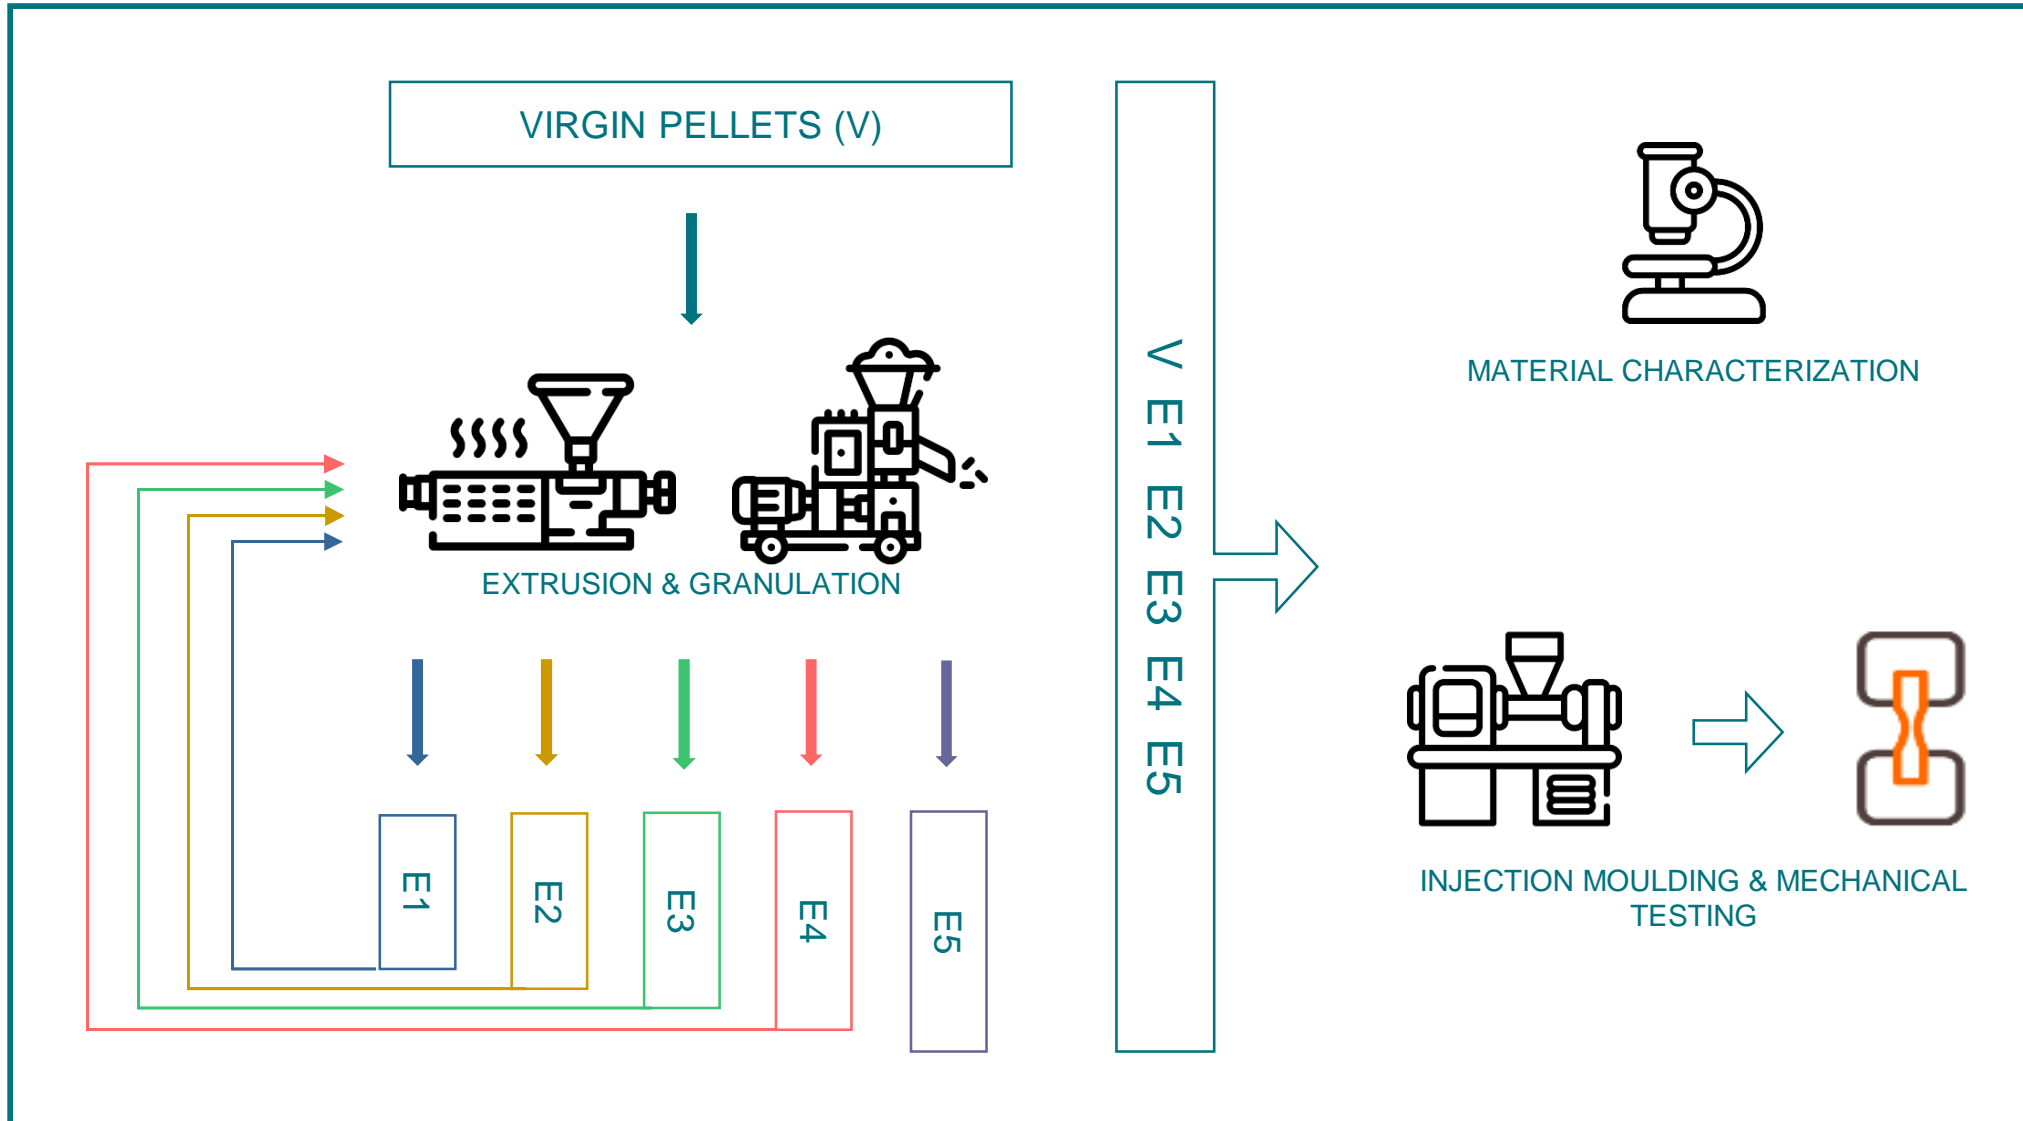 VIRGIN PELLETS (V)
EXTRUSION & GRANULATION
E1
E2
E3
E4
E5
V E1 E2 E3 E4 E5
MATERIAL CHARACTERIZATION
INJECTION MOULDING & MECHANICAL
TESTING